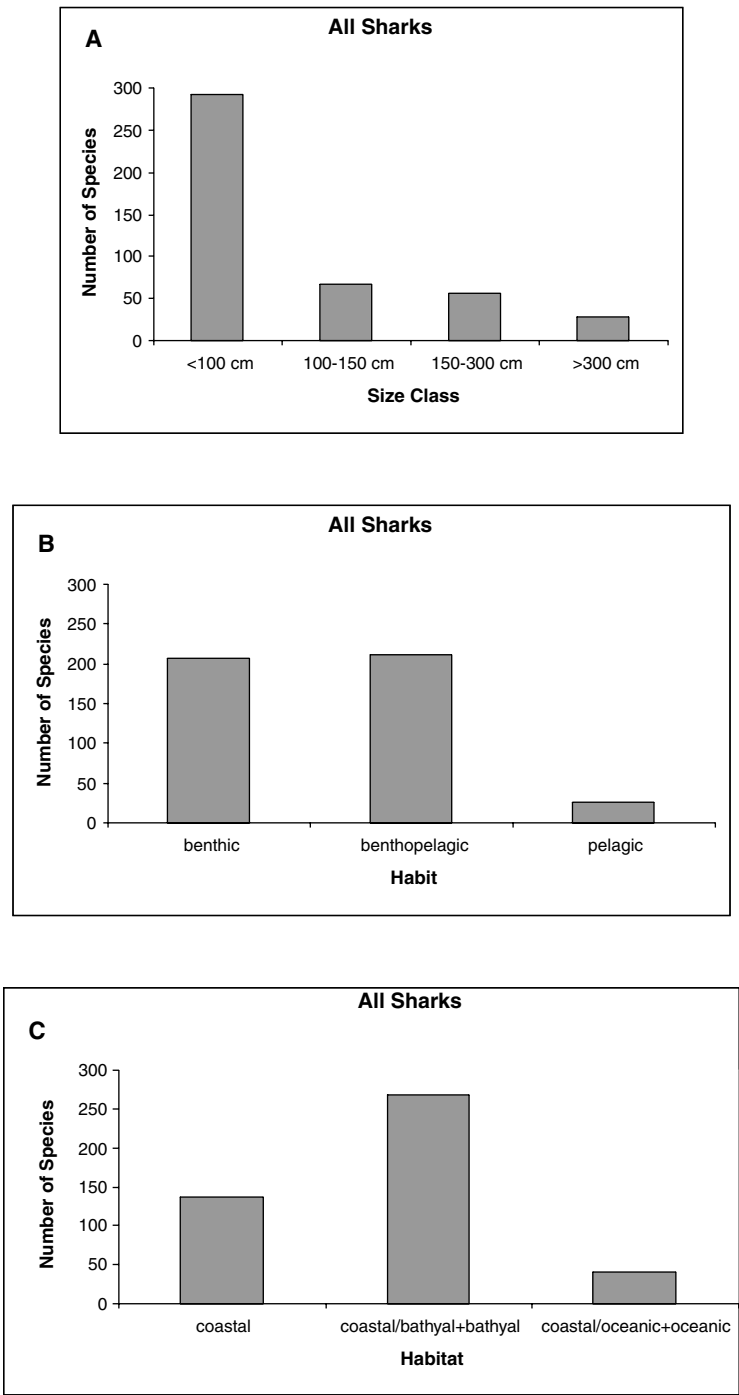 A
All Sharks
Number of Species
300
250
200
150
100
50
0
<100 cm 100-150 cm 150-300 cm >300 cm
Size Class
B
All Sharks
Number of Species
300
250
200
150
100
50
0
benthic benthopelagic pelagic
Habit
C
All Sharks
Number of Species
300
250
200
150
100
50
0
coastal coastal/bathyal+bathyal coastal/oceanic+oceanic
Habitat